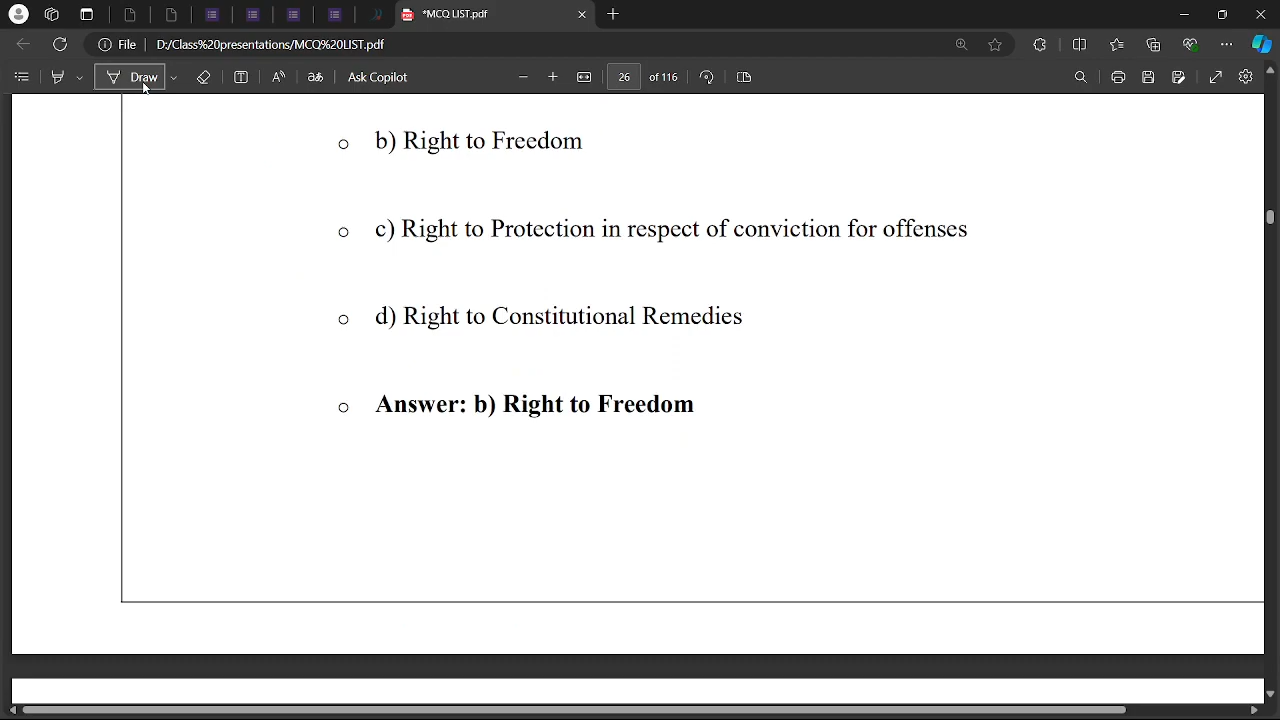 *MCQ LIST.pdf
File D:/Class%20presentations/MCQ%20LIST.pdf
Draw Ask Copilot 26 of 116
b) Right to Freedom
c) Right to Protection in respect of conviction for offenses
d) Right to Constitutional Remedies
Answer: b) Right to Freedom